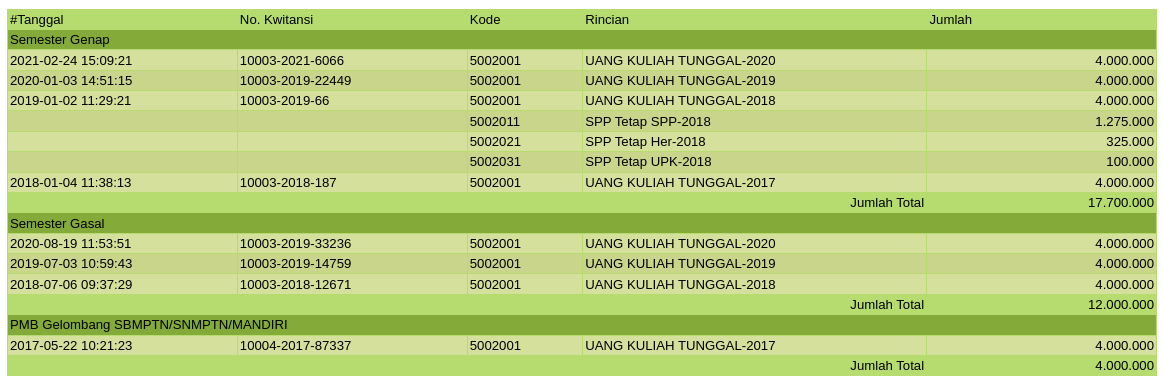 #Tanggal No. Kwitansi Kode Rincian Jumlah
Semester Genap
2021-02-24 15:09:21 10003-2021-6066 5002001 UANG KULIAH TUNGGAL-2020 4.000.000
2020-01-03 14:51:15 10003-2019-22449 5002001 UANG KULIAH TUNGGAL-2019 4.000.000
2019-01-02 11:29:21 10003-2019-66 5002001 UANG KULIAH TUNGGAL-2018 4.000.000
5002011 SPP Tetap SPP-2018 1.275.000
5002021 SPP Tetap Her-2018 325.000
5002031 SPP Tetap UPK-2018 100.000
2018-01-04 11:38:13 10003-2018-187 5002001 UANG KULIAH TUNGGAL-2017 4.000.000
Jumlah Total 17.700.000
Semester Gasal
2020-08-19 11:53:51 10003-2019-33236 5002001 UANG KULIAH TUNGGAL-2020 4.000.000
2019-07-03 10:59:43 10003-2019-14759 5002001 UANG KULIAH TUNGGAL-2019 4.000.000
2018-07-06 09:37:29 10003-2018-12671 5002001 UANG KULIAH TUNGGAL-2018 4.000.000
Jumlah Total 12.000.000
PMB Gelombang SBMPTN/SNMPTN/MANDIRI
2017-05-22 10:21:23 10004-2017-87337 5002001 UANG KULIAH TUNGGAL-2017 4.000.000
Jumlah Total 4.000.000